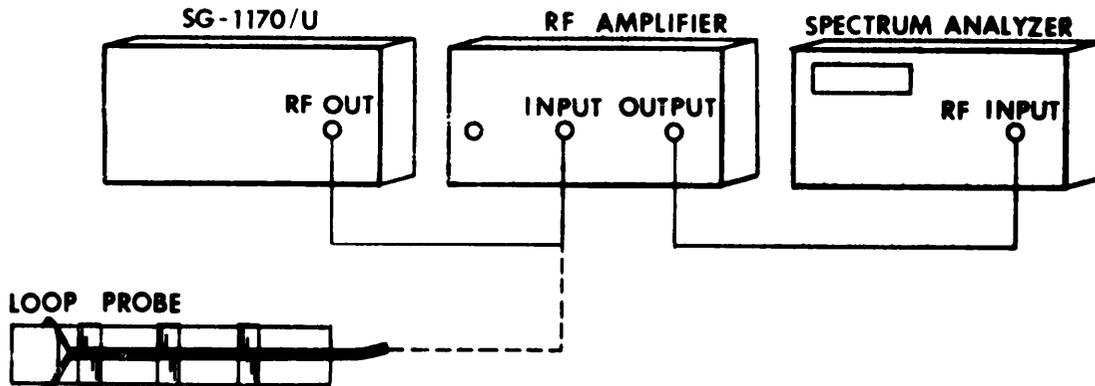 SG-1170/U
RF AMPLIFIER
SPECTRUM ANALYZER
RF OUT
INPUT OUTPUT
RF INPUT
LOOP PROBE